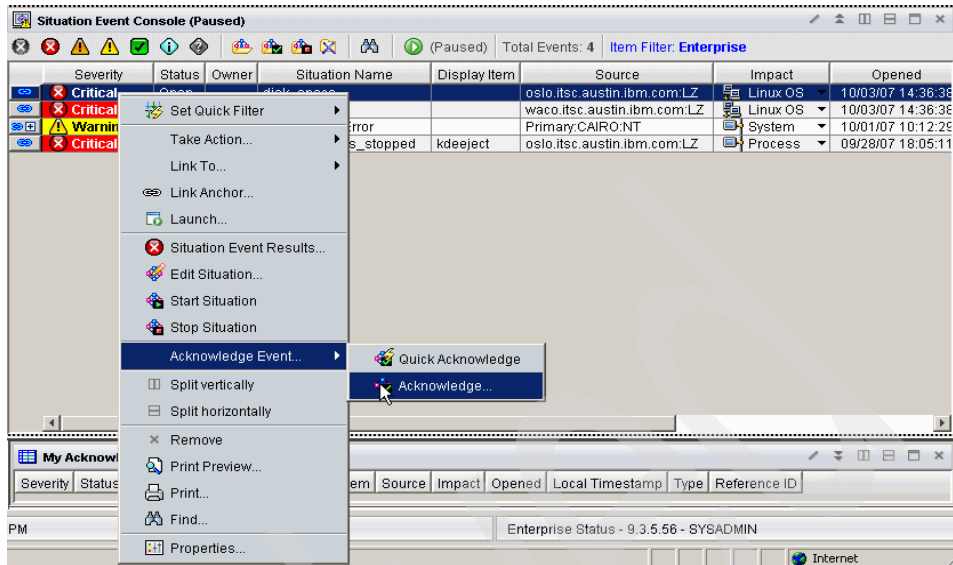 Situation Event Console (Paused)
(Paused) Total Events: 4 Item Filter: Enterprise
Severity Status Owner Situation Name Display Item Source Impact Opened
Critical Open disk_space oslo.itsc.austin.ibm.com:LZ Linux OS 10/03/07 14:36:38
Critical waco.itsc.austin.ibm.com:LZ Linux OS 10/03/07 14:36:38
Primary:CAIRO:NT System 10/01/07 10:12:29
Critical s_stopped kdeeject oslo.itsc.austin.ibm.com:LZ Process 09/28/07 18:05:11
Set Quick Filter
Take Action...
Link To...
Link Anchor...
Launch...
Situation Event Results...
Edit Situation...
Start Situation
Stop Situation
Acknowledge Event...
Quick Acknowledge
Acknowledge...
Split vertically
Split horizontally
Remove
Print Preview...
Print...
Find...
Properties...
My Acknowl
Severity Status em Source Impact Opened Local Timestamp Type Reference ID
PM Enterprise Status - 9.3.5.56 - SYSADMIN
Internet